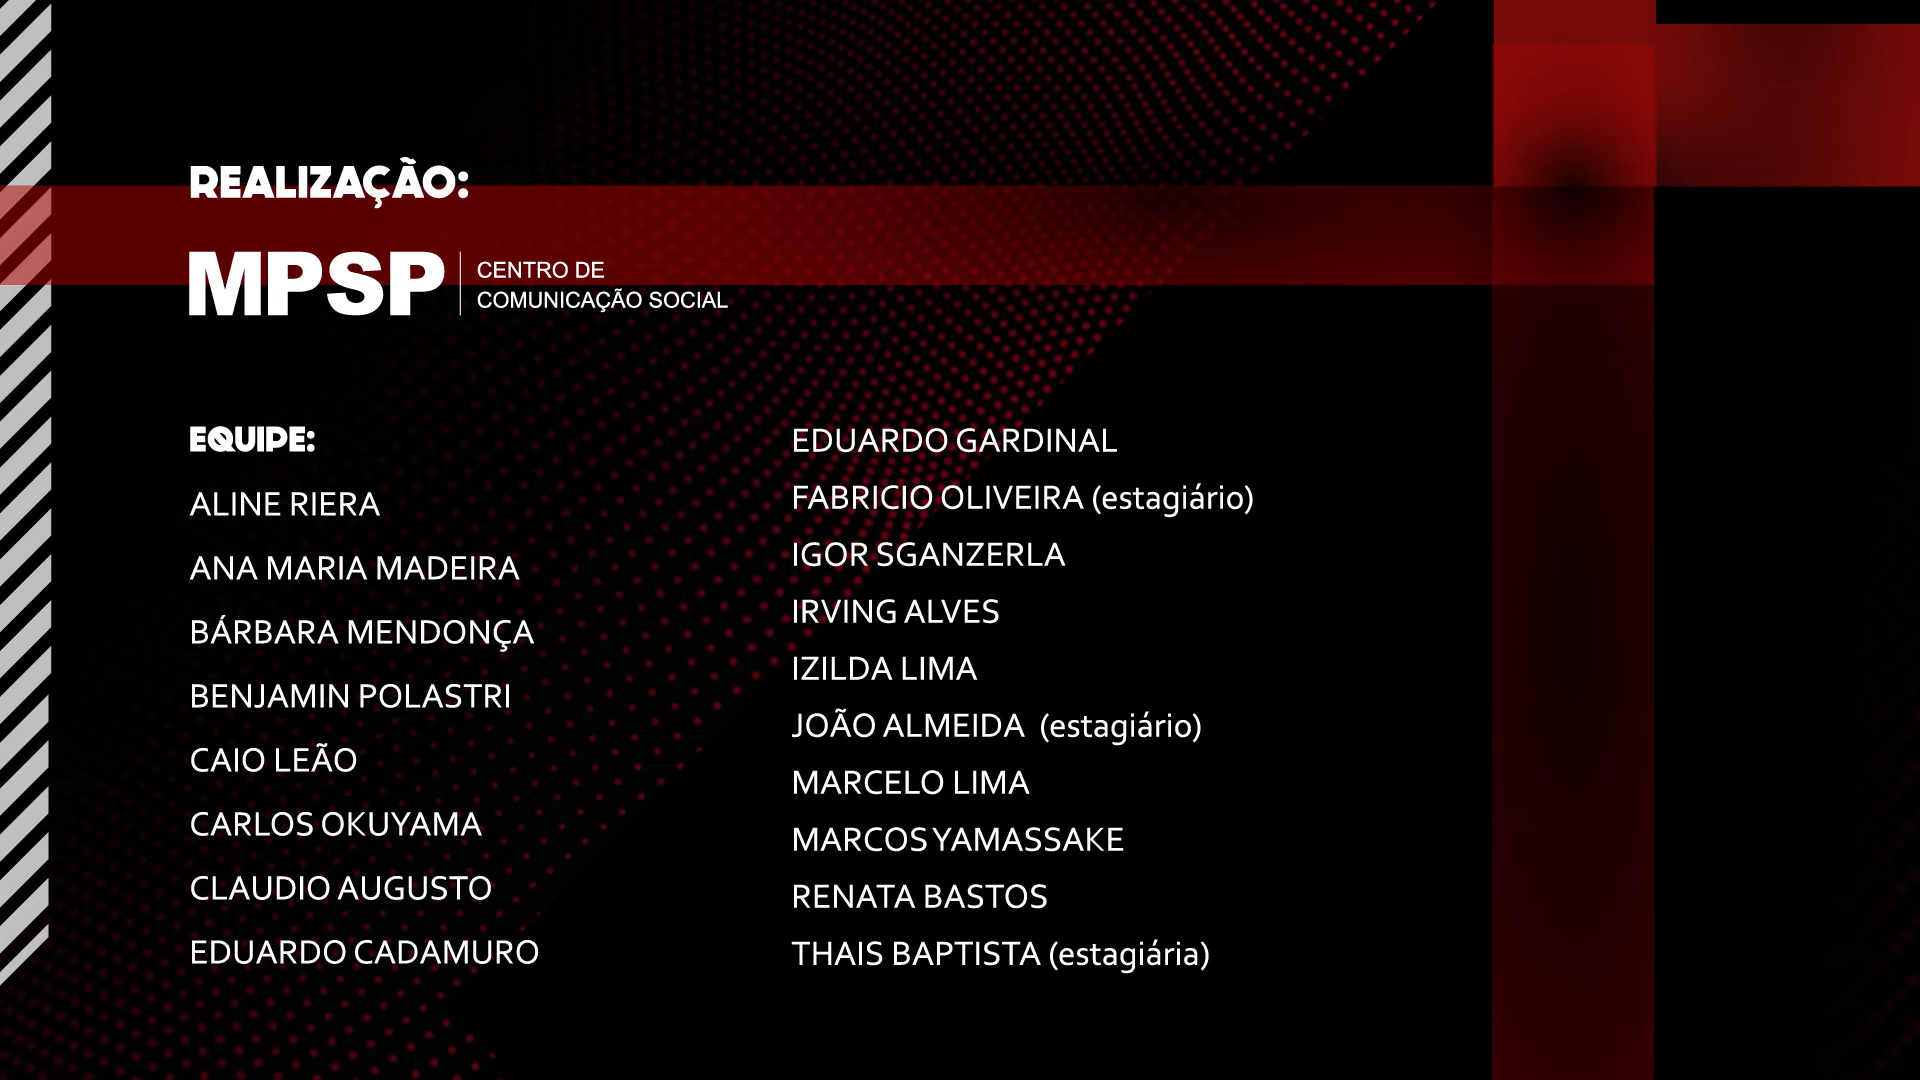 REALIZAÇÃO:
MPSP
CENTRO DE
COMUNICAÇÃO SOCIAL
EQUIPE:
ALINE RIERA
ANA MARIA MADEIRA
BÁRBARA MENDONÇA
BENJAMIN POLASTRI
CAIO LEÃO
CARLOS OKUYAMA
CLAUDIO AUGUSTO
EDUARDO CADAMURO
EDUARDO GARDINAL
FABRICIO OLIVEIRA (estagiário)
IGOR SGANZERLA
IRVING ALVES
IZILDA LIMA
JOÃO ALMEIDA (estagiário)
MARCELO LIMA
MARCOS YAMASSAKE
RENATA BASTOS
THAIS BAPTISTA (estagiária)